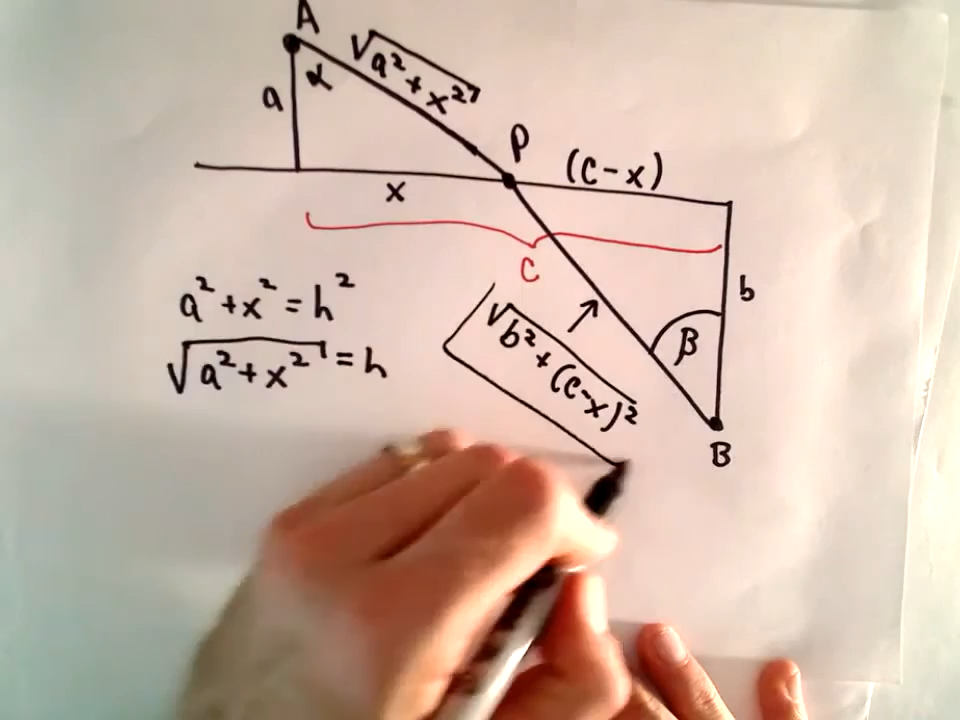 A
√(a² + x²)
α
a
P
(c-x)
x
c
b
a² + x² = h²
√(a² + x²) = h
√(b² + (c-x)²)
β
B